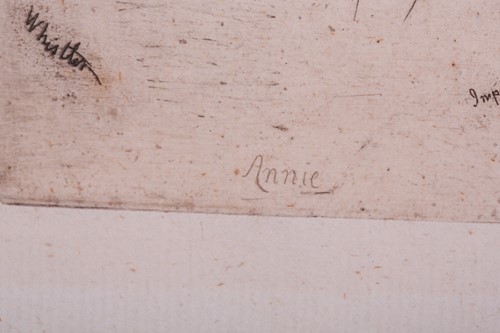 Whistler
Imp
Annie